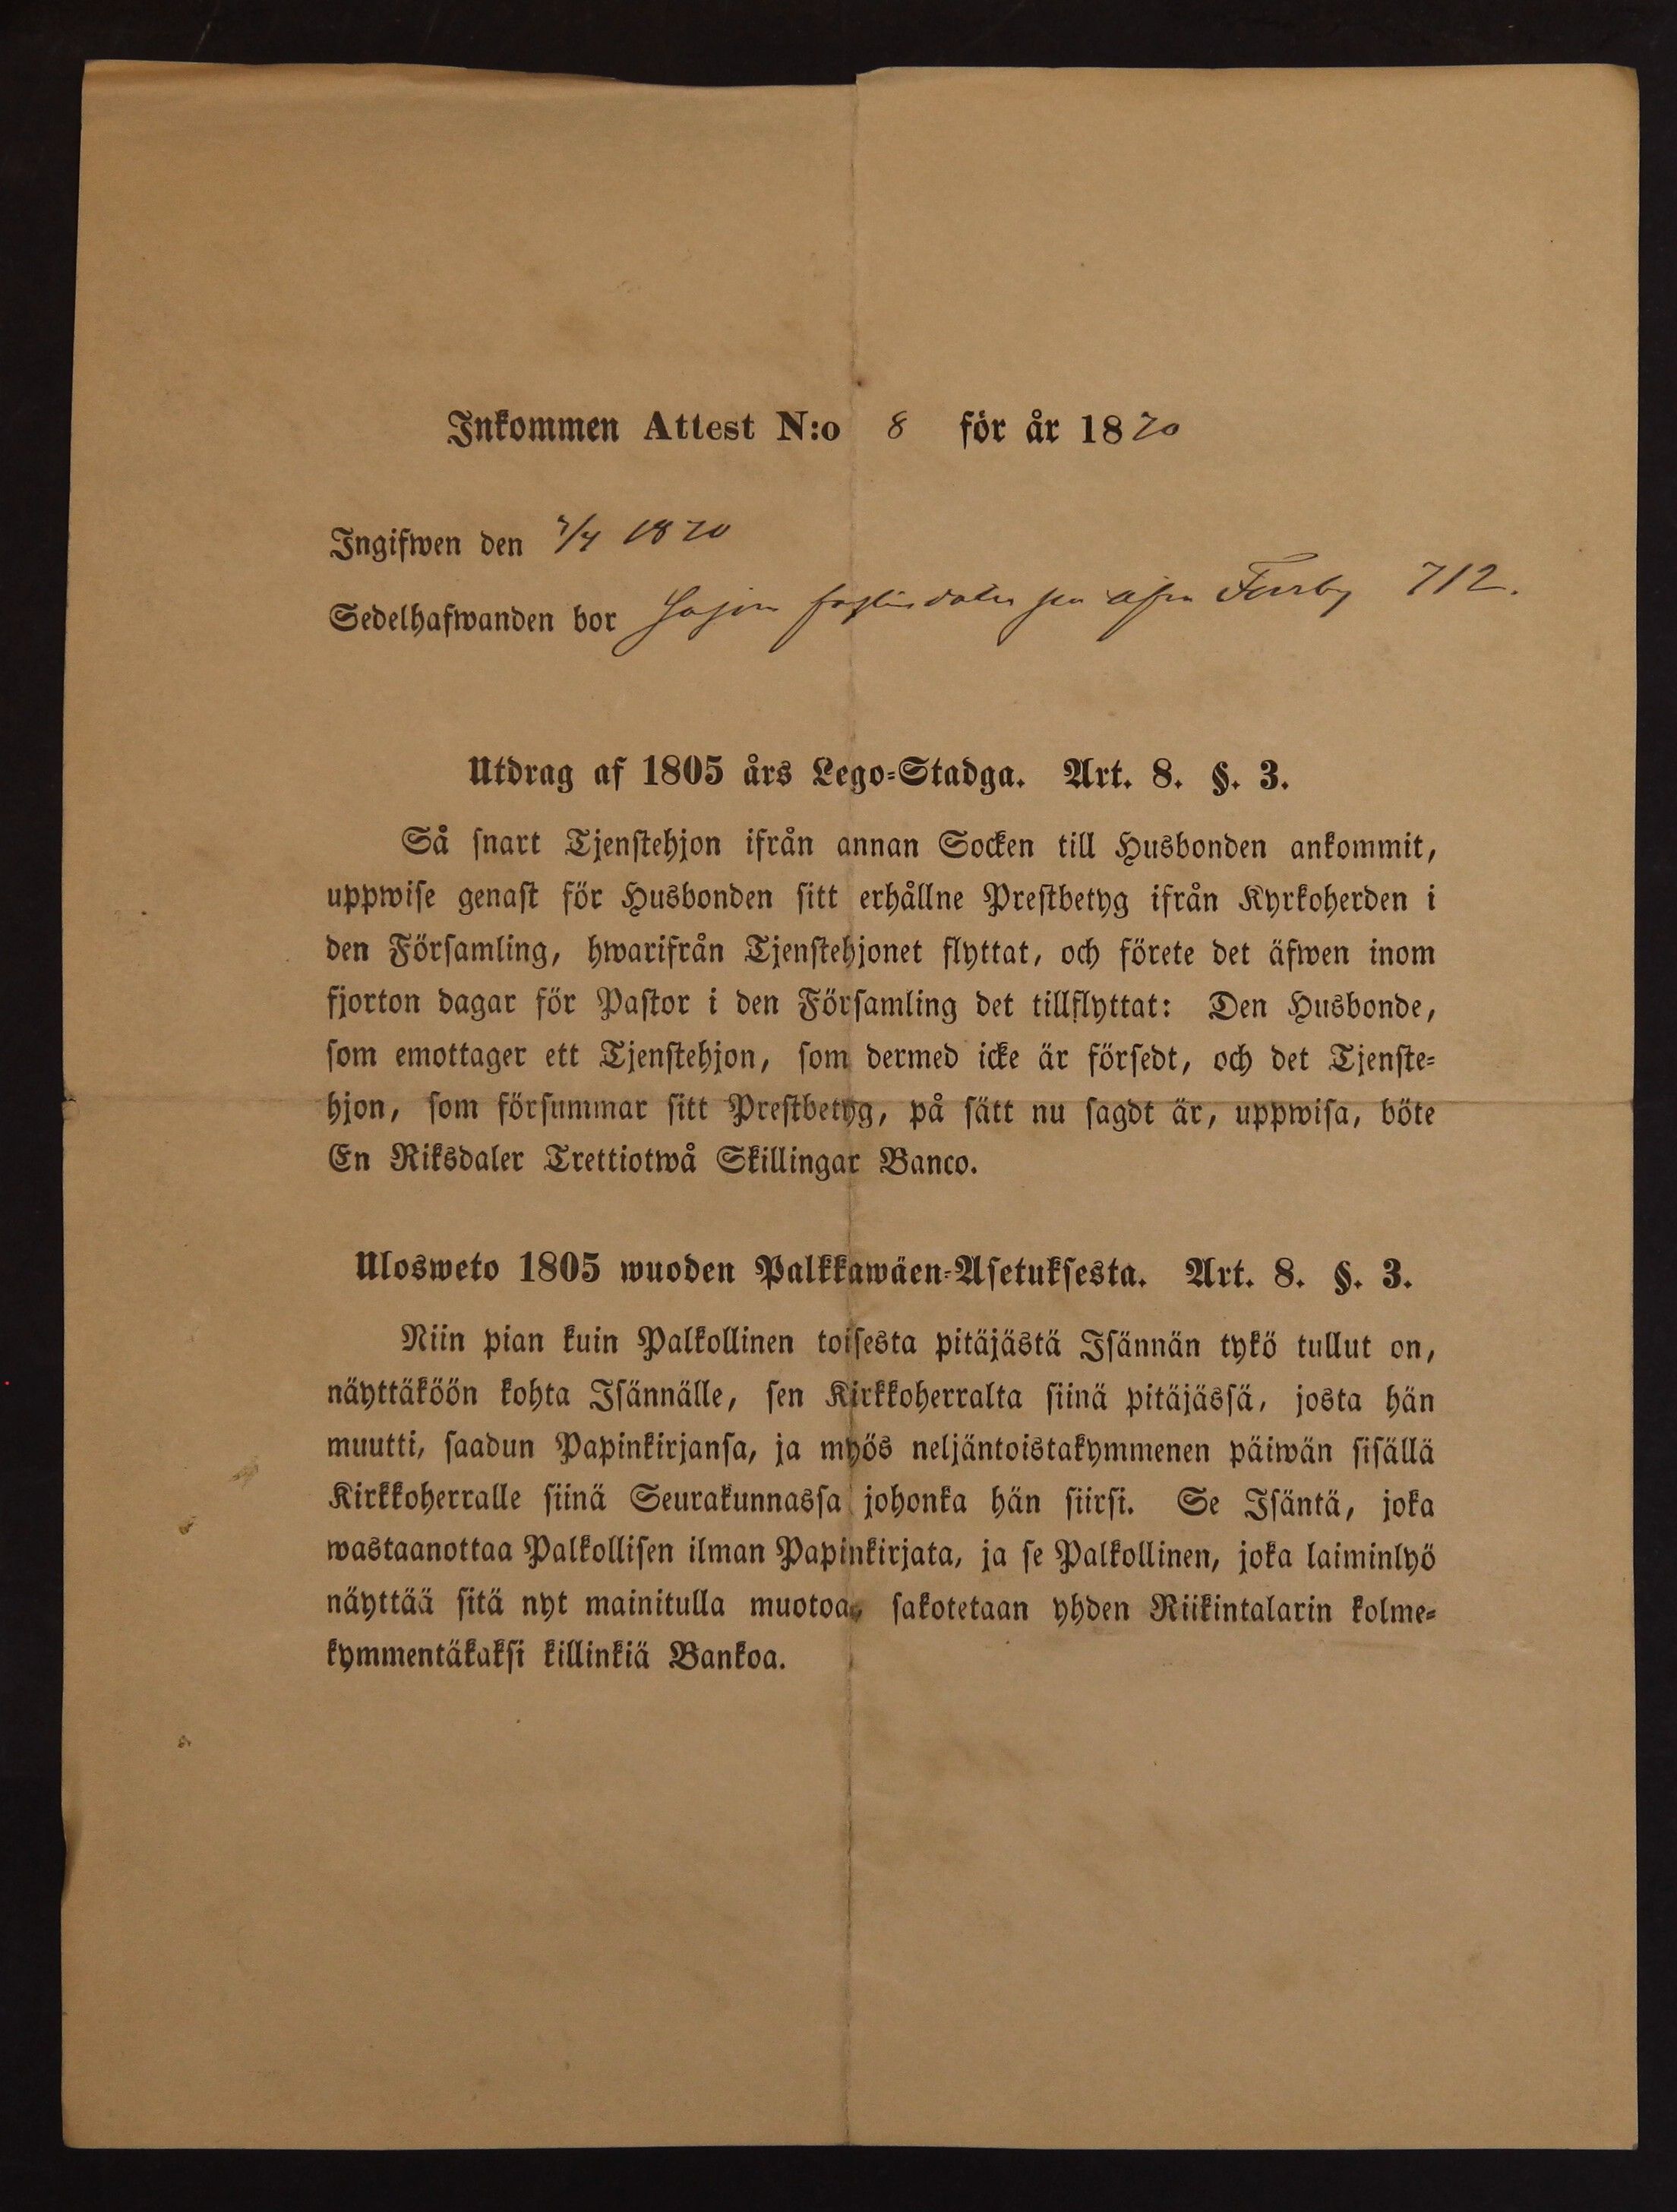 Inkommen Attest N:o 8 för år 1870
Ingifwen den 1870
Sedelhafwanden bor 712.
Utdrag af 1805 års Lego-Stadga. Art. 8. §. 3.
Så snart Tjenstehjon ifrån annan Socken till Husbonden ankommit,
uppwise genast för Husbonden sitt erhållne Prestbetyg ifrån Kyrkoherden i
den Församling, hwarifrån Tjenstehjonet flyttat, och förete det äfwen inom
fjorton dagar för Pastor i den Församling det tillflyttat: Den Husbonde,
som emottager ett Tjenstehjon, som dermed icke är försedt, och det Tjenste-
hjon, som försummar sitt Prestbetyg, på sätt nu sagdt är, uppwisa, böte
En Riksdaler Trettiotwå Skillingar Banco.
Ulosweto 1805 wuoden Palkkawäen-Asetuksesta. Art. 8. §. 3.
Niin pian kuin Palkollinen toisesta pitäjästä Isännän tykö tullut on,
näyttäköön kohta Isännälle, sen Kirkkoherralta siinä pitäjässä, josta hän
muutti, saadun Papinkirjansa, ja myös neljäntoistakymmenen päiwän sisällä
Kirkkoherralle siinä Seurakunnassa johonka hän siirsi. Se Isäntä, joka
wastaanottaa Palkollisen ilman Papinkirjata, ja se Palkollinen, joka laiminlyö
näyttää sitä nyt mainitulla muotoa, sakotetaan yhden Riikintalarin kolme-
kymmentäkaksi killinkiä Bankoa.